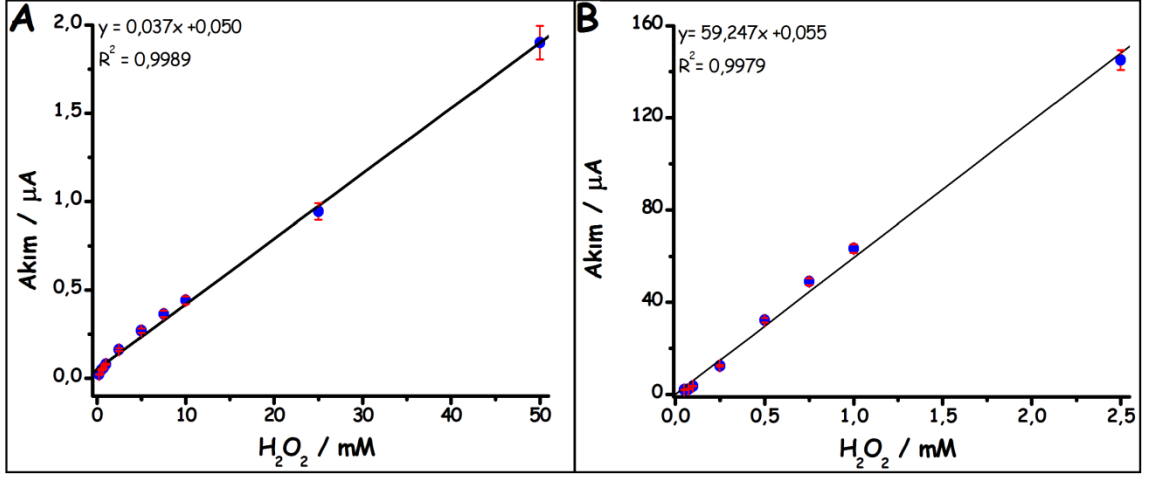 A
y = 0,037x +0,050
R² = 0,9989
2,0
1,5
1,0
0,5
0,0
Akım / μA
0 10 20 30 40 50
H₂O₂ / mM
B
y= 59,247x +0,055
R²= 0,9979
160
120
80
40
0
Akım / μA
0,0 0,5 1,0 1,5 2,0 2,5
H₂O₂ / mM